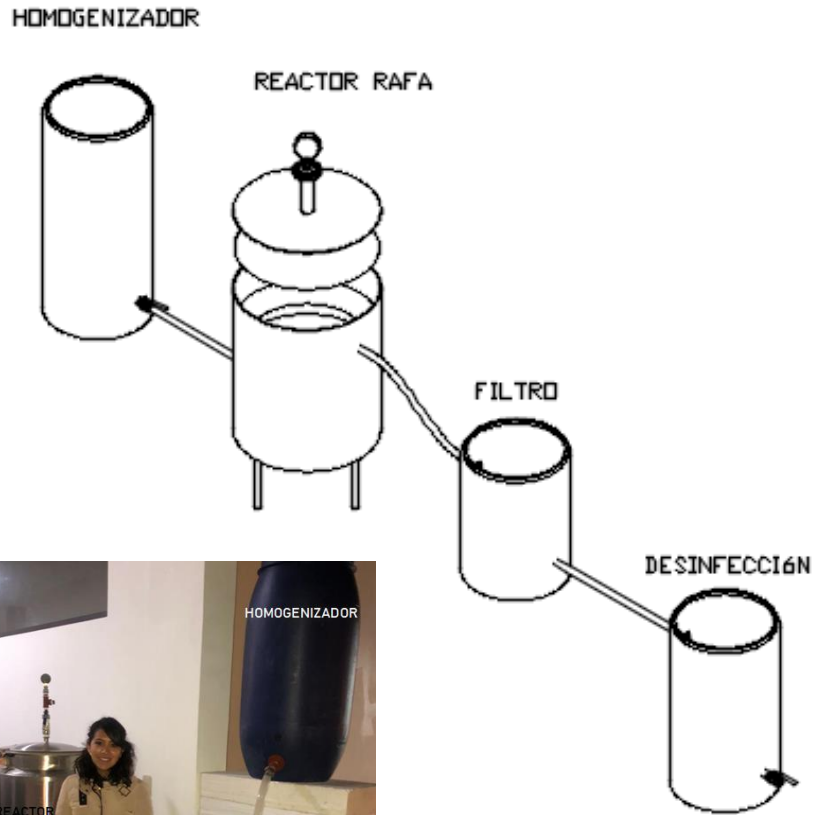 HOMOGENIZADOR
REACTOR RAFA
FILTRO
DESINFECCIóN
HOMOGENIZADOR
REACTOR